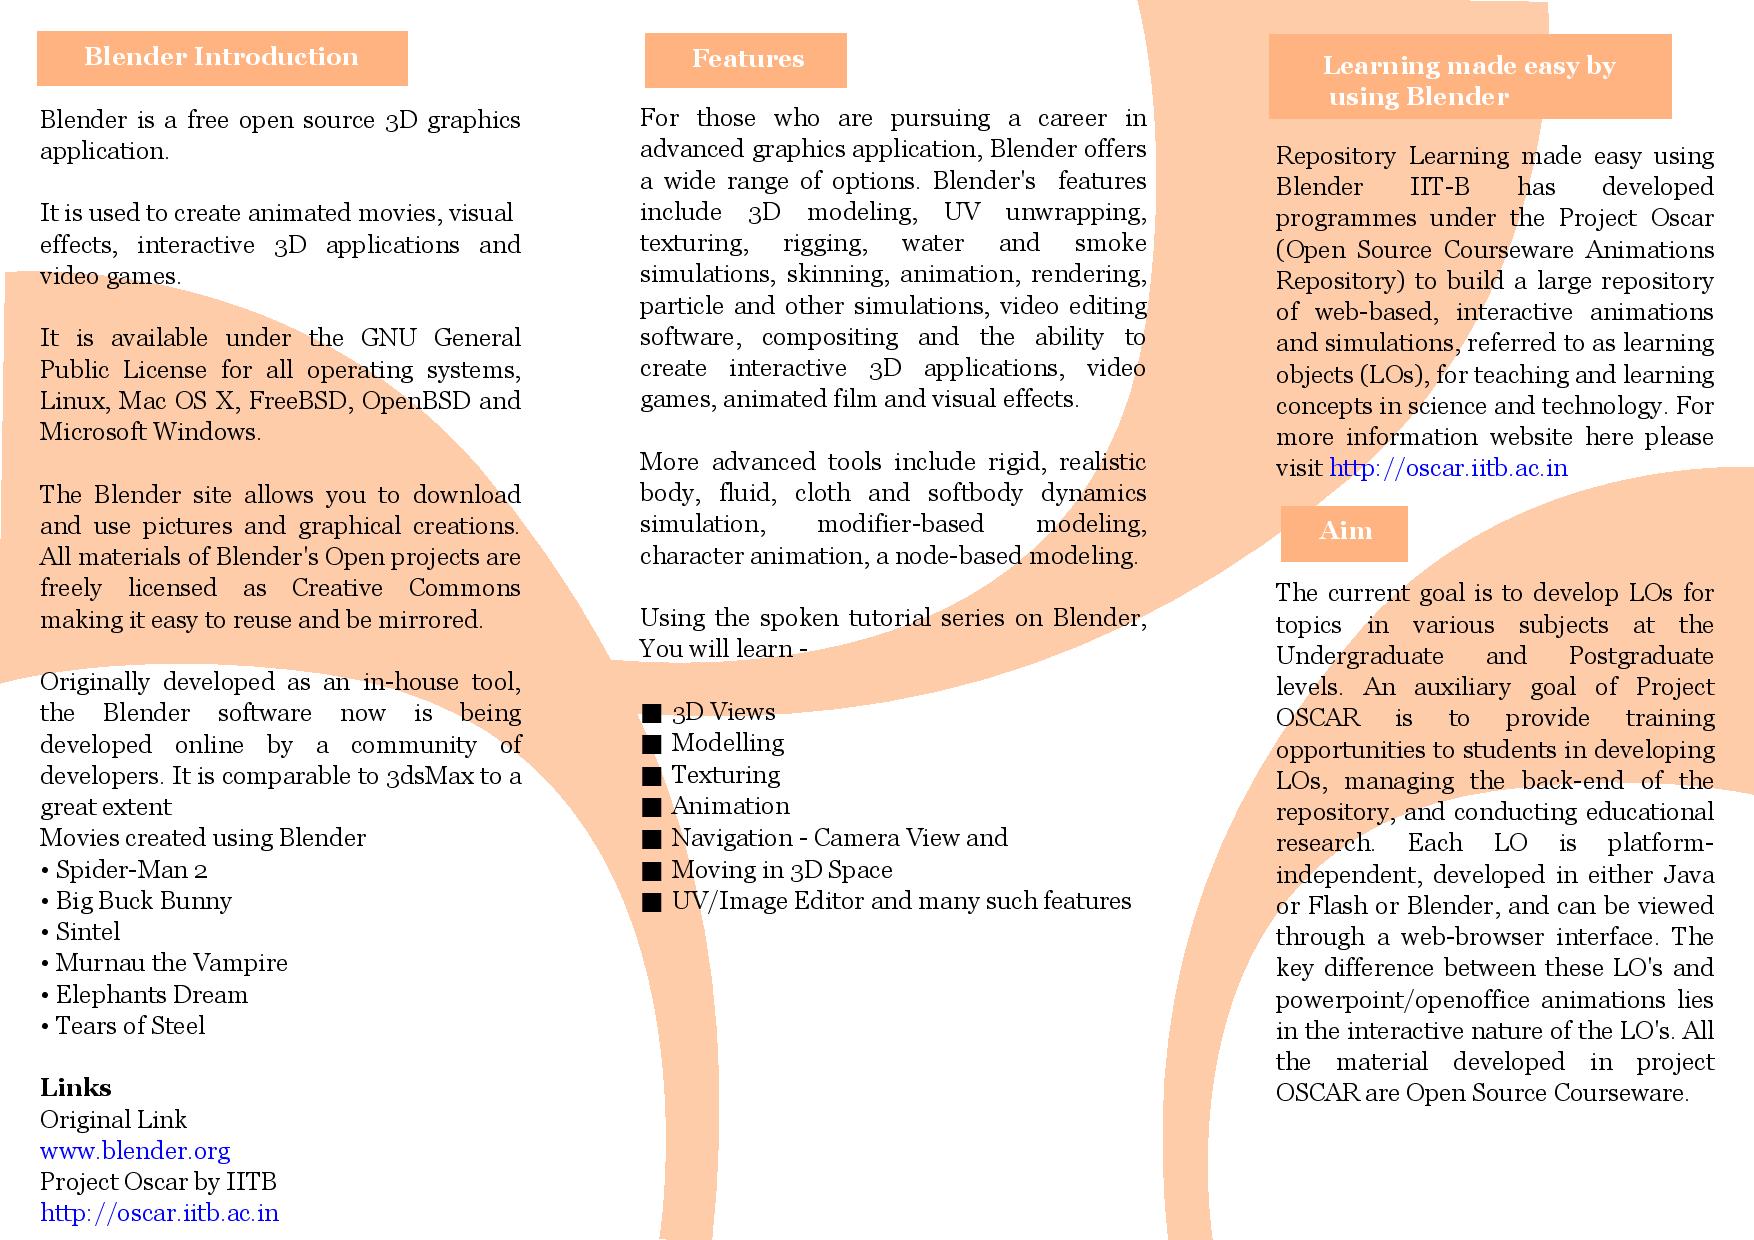 Blender Introduction
Blender is a free open source 3D graphics
application.
It is used to create animated movies, visual
effects, interactive 3D applications and
video games.
It is available under the GNU General
Public License for all operating systems,
Linux, Mac OS X, FreeBSD, OpenBSD and
Microsoft Windows.
The Blender site allows you to download
and use pictures and graphical creations.
All materials of Blender's Open projects are
freely licensed as Creative Commons
making it easy to reuse and be mirrored.
Originally developed as an in-house tool,
the Blender software now is being
developed online by a community of
developers. It is comparable to 3dsMax to a
great extent
Movies created using Blender
• Spider-Man 2
• Big Buck Bunny
• Sintel
• Murnau the Vampire
• Elephants Dream
• Tears of Steel
Links
Original Link
www.blender.org
Project Oscar by IITB
http://oscar.iitb.ac.in
Features
For those who are pursuing a career in
advanced graphics application, Blender offers
a wide range of options. Blender's features
include 3D modeling, UV unwrapping,
texturing, rigging, water and smoke
simulations, skinning, animation, rendering,
particle and other simulations, video editing
software, compositing and the ability to
create interactive 3D applications, video
games, animated film and visual effects.
More advanced tools include rigid, realistic
body, fluid, cloth and softbody dynamics
simulation, modifier-based modeling,
character animation, a node-based modeling.
Using the spoken tutorial series on Blender,
You will learn -
■ 3D Views
■ Modelling
■ Texturing
■ Animation
■ Navigation - Camera View and
■ Moving in 3D Space
■ UV/Image Editor and many such features
Learning made easy by
using Blender
Repository Learning made easy using
Blender IIT-B has developed
programmes under the Project Oscar
(Open Source Courseware Animations
Repository) to build a large repository
of web-based, interactive animations
and simulations, referred to as learning
objects (LOs), for teaching and learning
concepts in science and technology. For
more information website here please
visit http://oscar.iitb.ac.in
Aim
The current goal is to develop LOs for
topics in various subjects at the
Undergraduate and Postgraduate
levels. An auxiliary goal of Project
OSCAR is to provide training
opportunities to students in developing
LOs, managing the back-end of the
repository, and conducting educational
research. Each LO is platform-
independent, developed in either Java
or Flash or Blender, and can be viewed
through a web-browser interface. The
key difference between these LO's and
powerpoint/openoffice animations lies
in the interactive nature of the LO's. All
the material developed in project
OSCAR are Open Source Courseware.